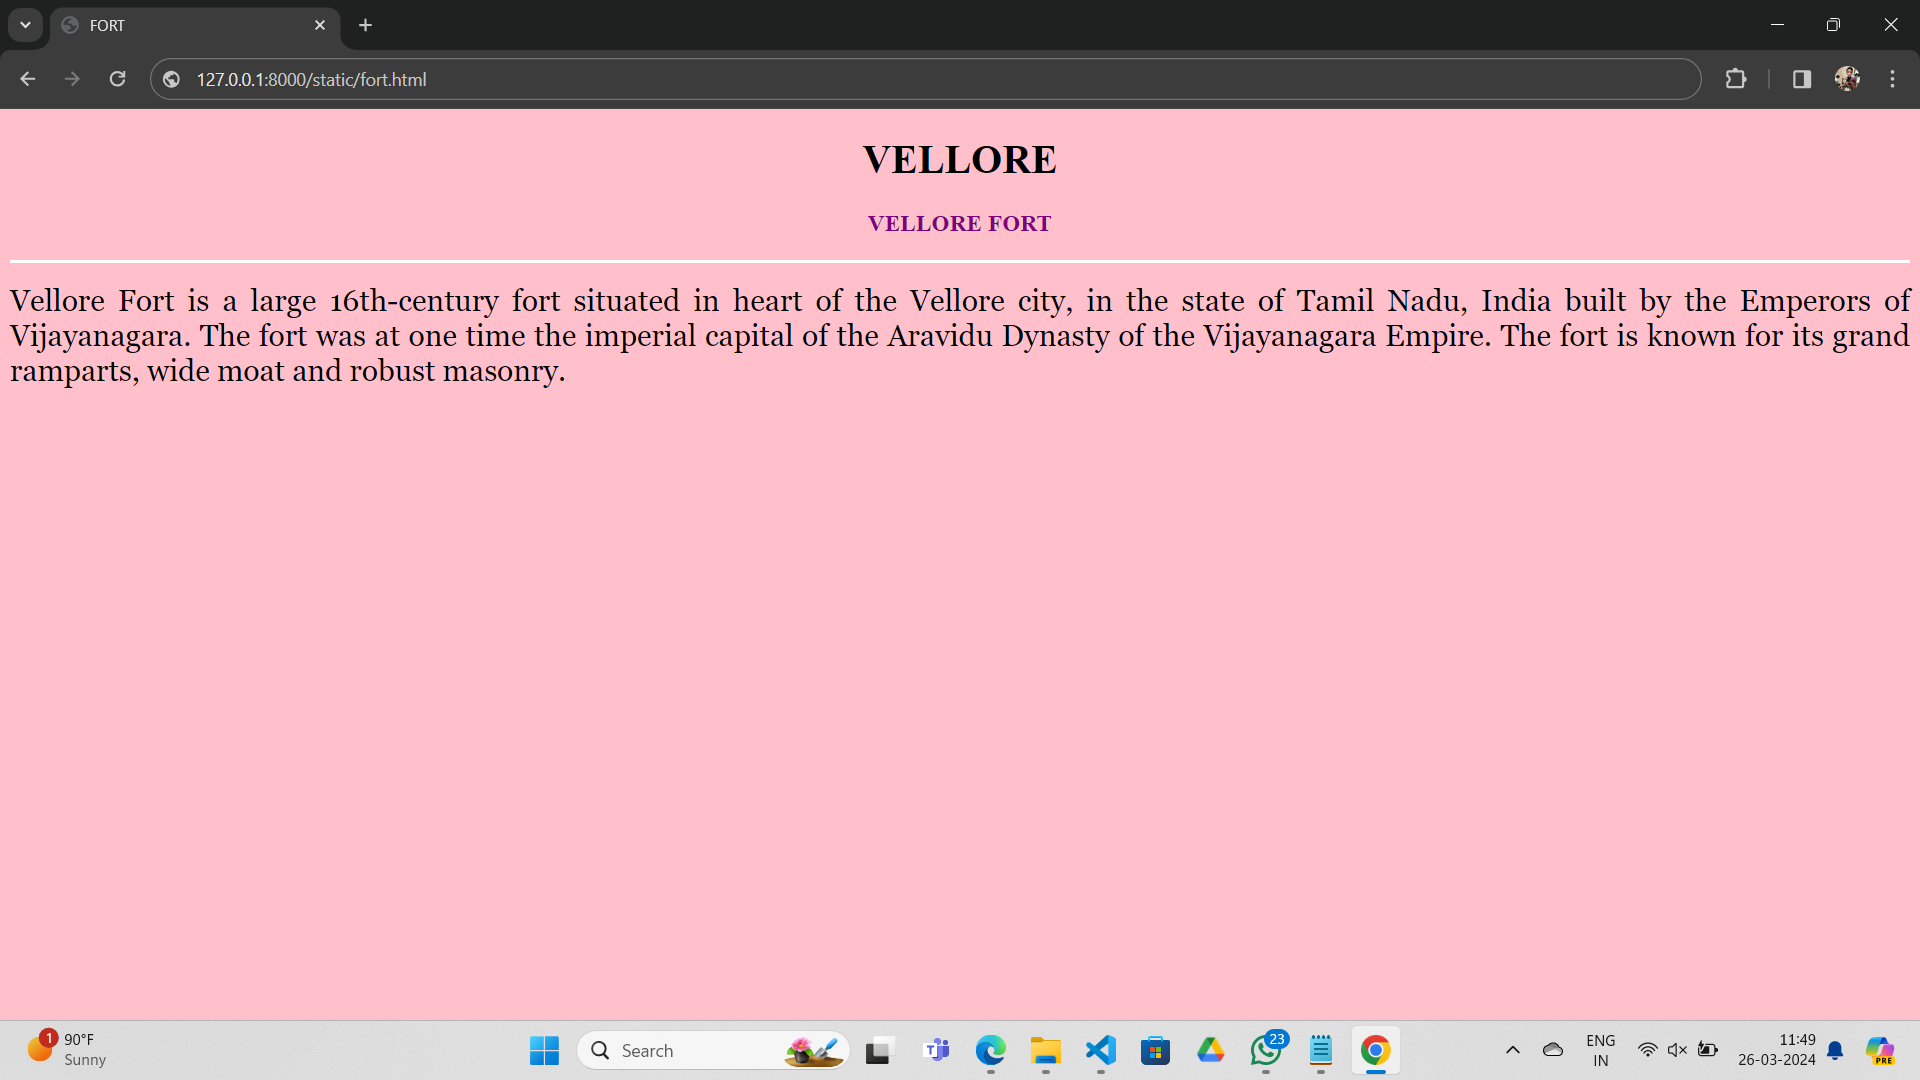 FORT
127.0.0.1:8000/static/fort.html
VELLORE
VELLORE FORT
Vellore Fort is a large 16th-century fort situated in heart of the Vellore city, in the state of Tamil Nadu, India built by the Emperors of
Vijayanagara. The fort was at one time the imperial capital of the Aravidu Dynasty of the Vijayanagara Empire. The fort is known for its grand
ramparts, wide moat and robust masonry.
1
90°F
Sunny
Search
T
23
ENG
IN
11:49
26-03-2024
PRE